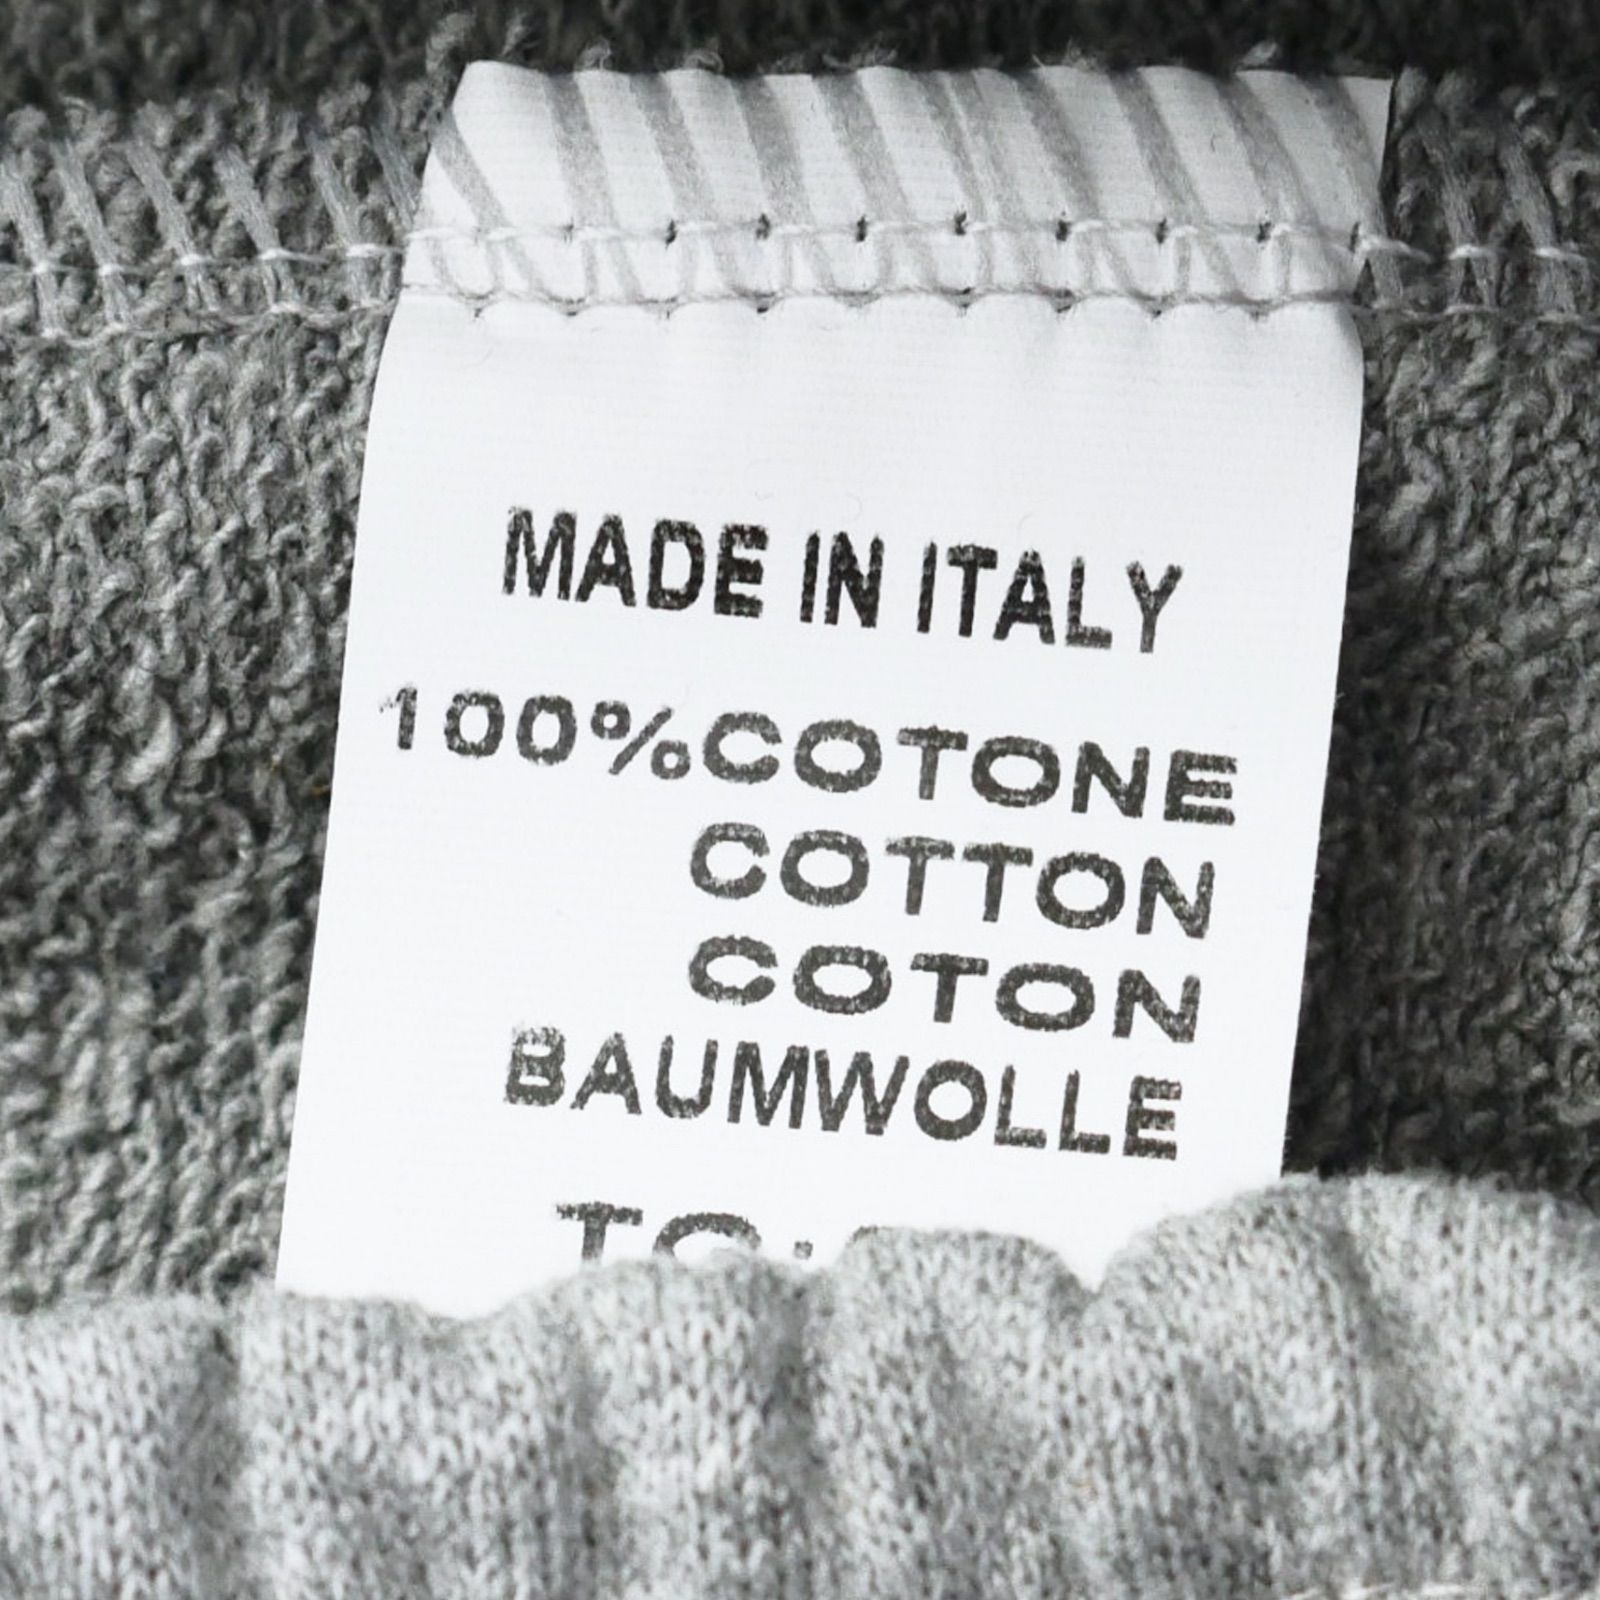 MADE IN ITALY
100%COTONE
COTTON
COTON
BAUMWOLLE